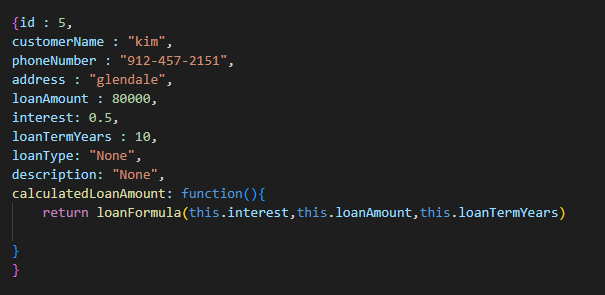 {id : 5,
customerName : "kim",
phoneNumber : "912-457-2151",
address : "glendale",
loanAmount : 80000,
interest: 0.5,
loanTermYears : 10,
loanType: "None",
description: "None",
calculatedLoanAmount: function(){
return loanFormula(this.interest,this.loanAmount,this.loanTermYears)
}
}